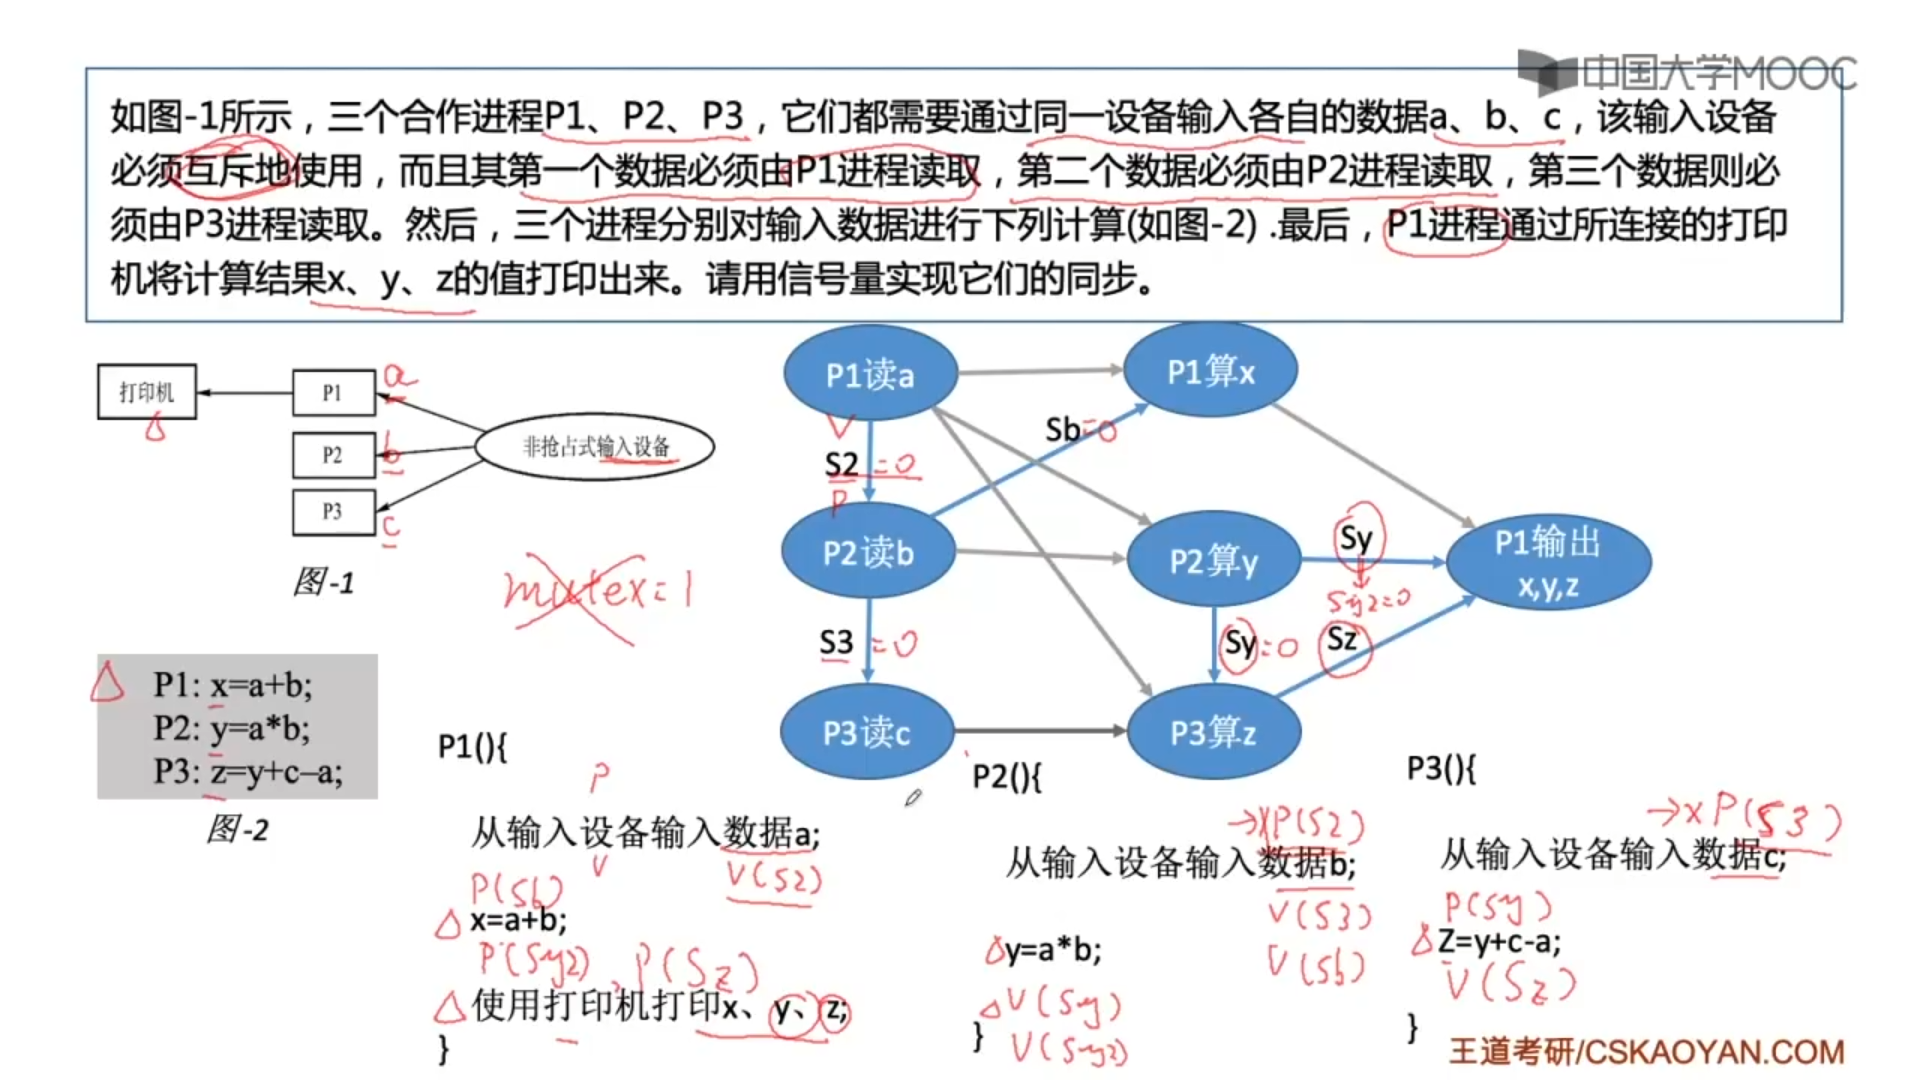 中国大学MOOC
如图-1所示，三个合作进程P1、P2、P3，它们都需要通过同一设备输入各自的数据a、b、c，该输入设备
必须互斥地使用，而且其第一个数据必须由P1进程读取，第二个数据必须由P2进程读取，第三个数据则必
须由P3进程读取。然后，三个进程分别对输入数据进行下列计算(如图-2) .最后，P1进程通过所连接的打印
机将计算结果x、y、z的值打印出来。请用信号量实现它们的同步。
打印机
P1
a
P2
b
P3
c
非抢占式输入设备
图-1
mutex=1
P1: x=a+b;
P2: y=a*b;
P3: z=y+c–a;
图-2
P1读a
P1算x
V
Sb=0
S2=0
P
P2读b
P2算y
Sy
Syz=0
P1输出
x,y,z
S3=0
Sy=0
Sz
P3读c
P3算z
P1(){
P
从输入设备输入数据a;
V
V(S2)
P(Sb)
x=a+b;
P(Syz), P(Sz)
使用打印机打印x、y、z;
}
P2(){
→xP(S2)
从输入设备输入数据b;
V(S3)
V(Sb)
y=a*b;
V(Sy)
V(Syz)
}
P3(){
→xP(S3)
从输入设备输入数据c;
P(Sy)
Z=y+c-a;
V(Sz)
}
王道考研/CSKAOYAN.COM